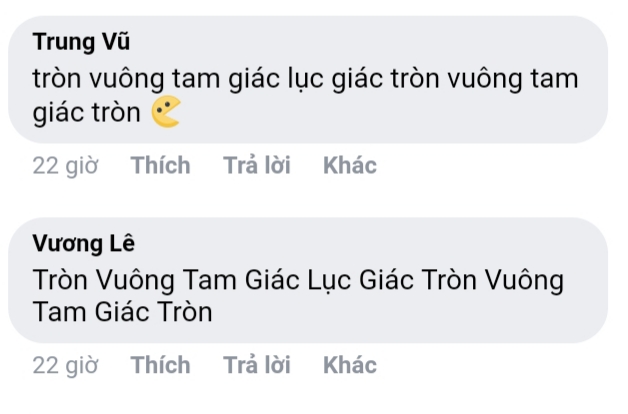 Trung Vũ
tròn vuông tam giác lục giác tròn vuông tam
giác tròn
22 giờ Thích Trả lời Khác
Vương Lê
Tròn Vuông Tam Giác Lục Giác Tròn Vuông
Tam Giác Tròn
22 giờ Thích Trả lời Khác